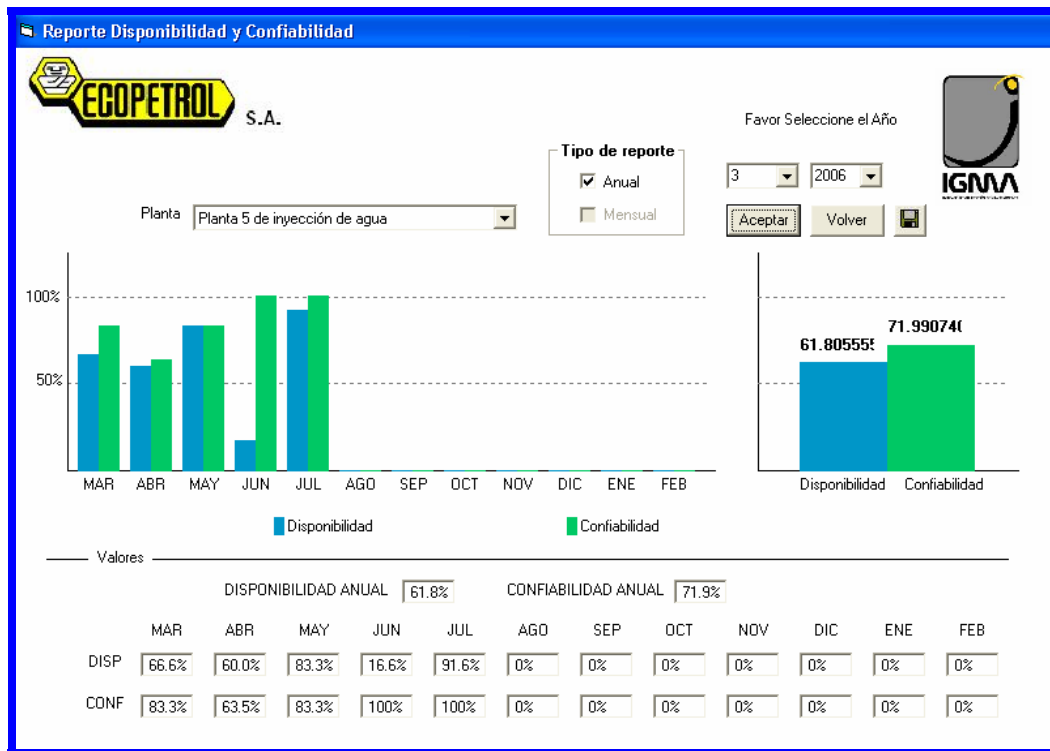 Reporte Disponibilidad y Confiabilidad
ECOPETROL S.A.
Favor Seleccione el Año
Tipo de reporte
Anual
3 2006
IGMA
Planta Planta 5 de inyección de agua
Mensual
Aceptar Volver
100%
50%
MAR ABR MAY JUN JUL AGO SEP OCT NOV DIC ENE FEB
71.990740
61.805555
Disponibilidad Confiabilidad
Disponibilidad Confiabilidad
Valores
DISPONIBILIDAD ANUAL 61.8% CONFIABILIDAD ANUAL 71.9%
MAR ABR MAY JUN JUL AGO SEP OCT NOV DIC ENE FEB
DISP 66.6% 60.0% 83.3% 16.6% 91.6% 0% 0% 0% 0% 0% 0% 0%
CONF 83.3% 63.5% 83.3% 100% 100% 0% 0% 0% 0% 0% 0% 0%